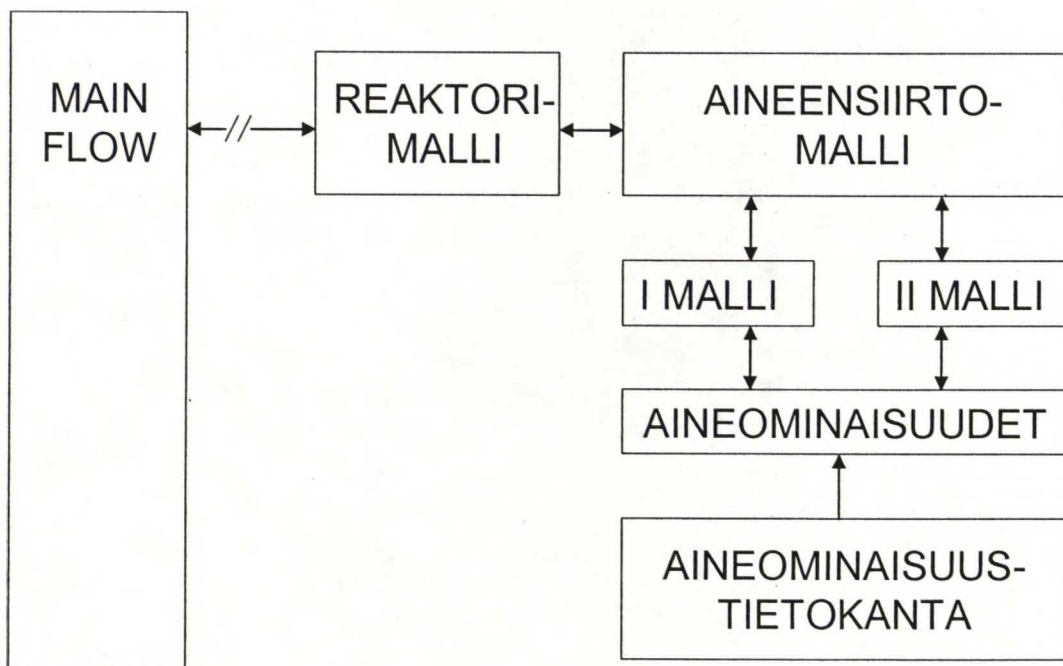 MAIN
FLOW
REAKTORI-
MALLI
AINEENSIIRTO-
MALLI
I MALLI
II MALLI
AINEOMINAISUUDET
AINEOMINAISUUS-
TIETOKANTA